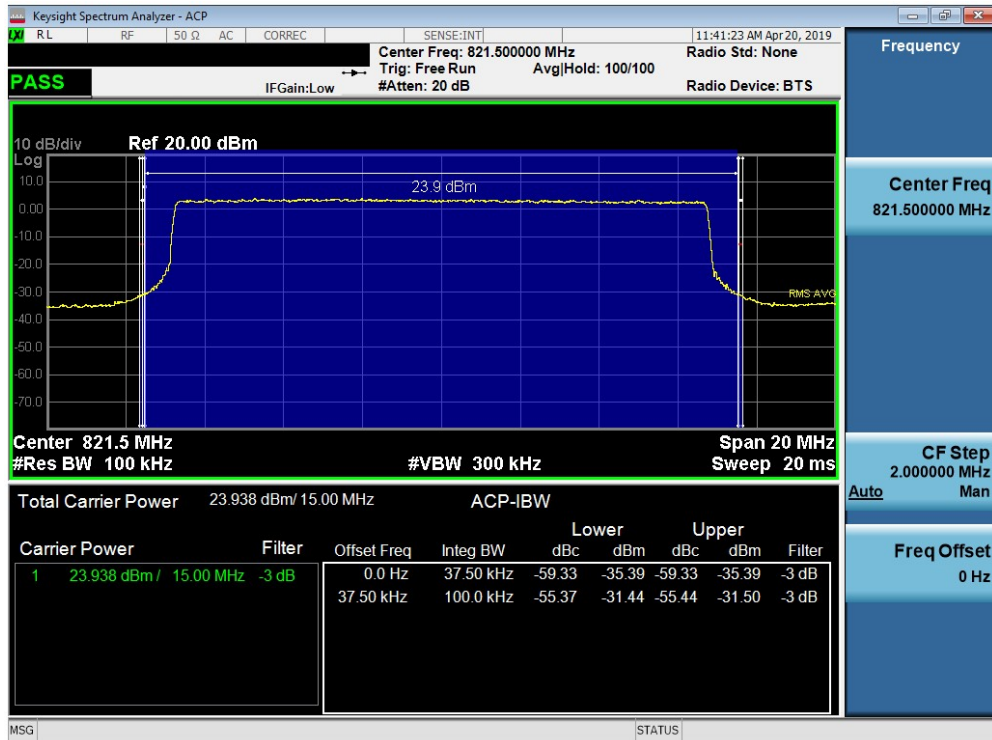 Keysight Spectrum Analyzer - ACP
LXI RL RF 50 Ω AC CORREC SENSE:INT 11:41:23 AM Apr 20, 2019
Center Freq: 821.500000 MHz Radio Std: None
Trig: Free Run Avg|Hold: 100/100
PASS IFGain:Low #Atten: 20 dB Radio Device: BTS
Frequency
10 dB/div Ref 20.00 dBm
Log
10.0
23.9 dBm
0.00
-10.0
-20.0
-30.0
RMS AVG
-40.0
-50.0
-60.0
-70.0
Center 821.5 MHz Span 20 MHz
#Res BW 100 kHz #VBW 300 kHz Sweep 20 ms
Center Freq
821.500000 MHz
CF Step
2.000000 MHz
Auto Man
Freq Offset
0 Hz
Total Carrier Power 23.938 dBm/ 15.00 MHz ACP-IBW
Lower Upper
Carrier Power Filter Offset Freq Integ BW dBc dBm dBc dBm Filter
1 23.938 dBm / 15.00 MHz -3 dB 0.0 Hz 37.50 kHz -59.33 -35.39 -59.33 -35.39 -3 dB
37.50 kHz 100.0 kHz -55.37 -31.44 -55.44 -31.50 -3 dB
MSG STATUS